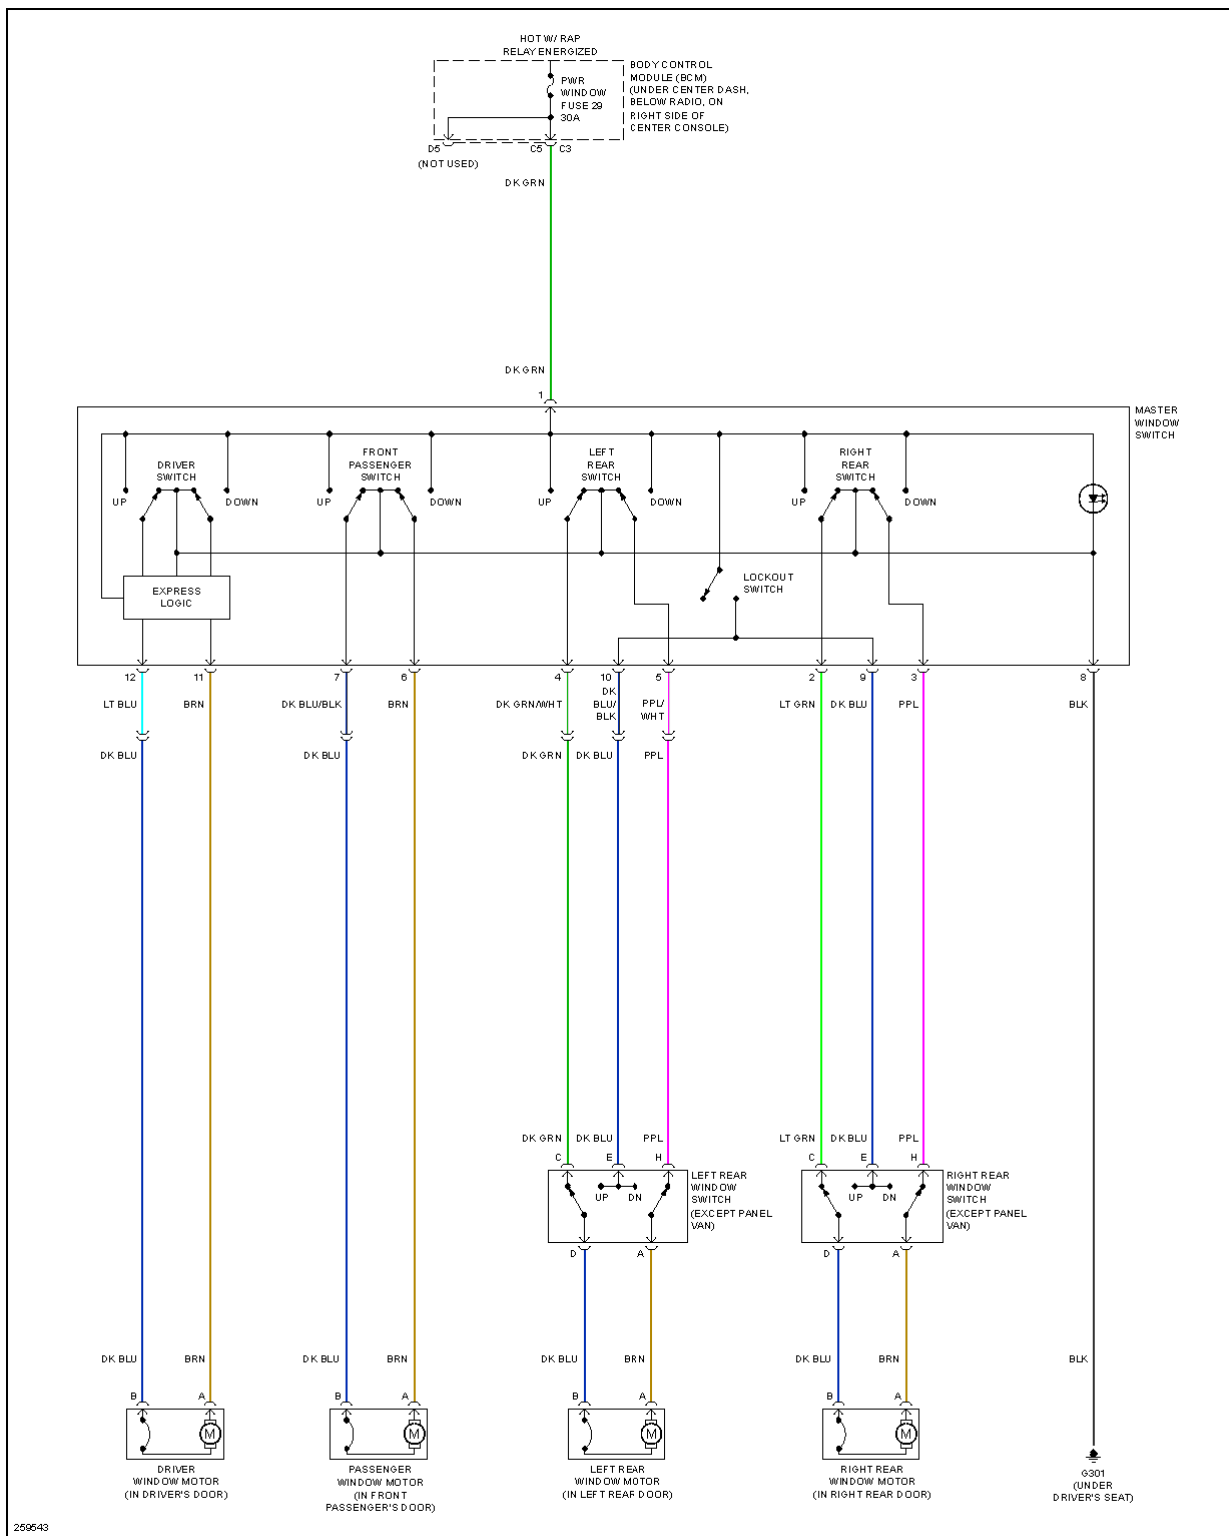 HOT W/ RAP
RELAY ENERGIZED
PWR
WINDOW
FUSE 29
30A
BODY CONTROL
MODULE (BCM)
(UNDER CENTER DASH,
BELOW RADIO, ON
RIGHT SIDE OF
CENTER CONSOLE)
D5 C5 C3
(NOT USED)
DK GRN
DK GRN
1
MASTER
WINDOW
SWITCH
DRIVER
SWITCH
UP DOWN
FRONT
PASSENGER
SWITCH
UP DOWN
LEFT
REAR
SWITCH
UP DOWN
RIGHT
REAR
SWITCH
UP DOWN
EXPRESS
LOGIC
LOCKOUT
SWITCH
12 11 7 6 4 10 5 2 9 3 8
LT BLU BRN DK BLU/BLK BRN DK GRN/WHT
DK
BLU/
BLK
PPL/
WHT
LT GRN DK BLU PPL BLK
DK BLU DK BLU DK GRN DK BLU PPL
DK GRN DK BLU PPL LT GRN DK BLU PPL
C E H C E H
UP DN
LEFT REAR
WINDOW
SWITCH
(EXCEPT PANEL
VAN)
UP DN
RIGHT REAR
WINDOW
SWITCH
(EXCEPT PANEL
VAN)
D A D A
DK BLU BRN DK BLU BRN DK BLU BRN DK BLU BRN BLK
B A B A B A B A
M M M M
DRIVER
WINDOW MOTOR
(IN DRIVER'S DOOR)
PASSENGER
WINDOW MOTOR
(IN FRONT
PASSENGER'S DOOR)
LEFT REAR
WINDOW MOTOR
(IN LEFT REAR DOOR)
RIGHT REAR
WINDOW MOTOR
(IN RIGHT REAR DOOR)
G301
(UNDER
DRIVER'S SEAT)
259543